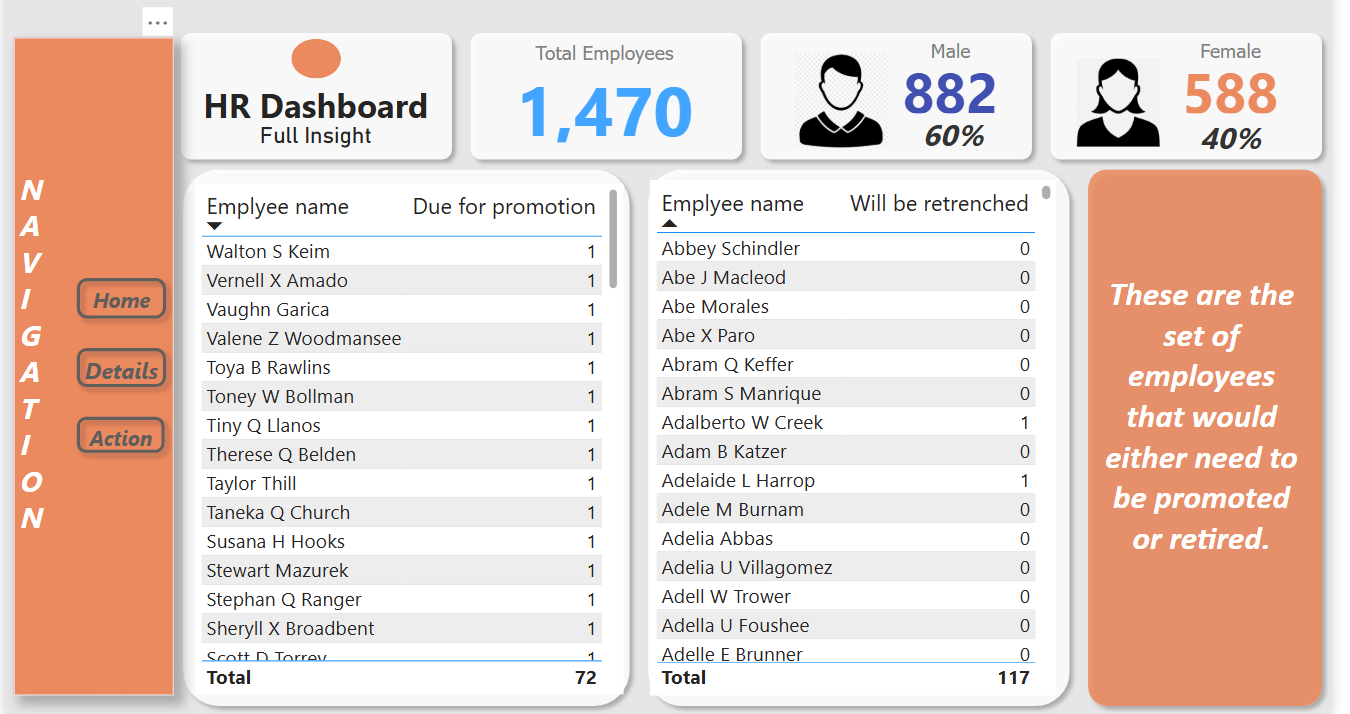 ...
NAVIGATION
Home
Details
Action
HR Dashboard
Full Insight
Total Employees
1,470
Male
882
60%
Female
588
40%
Emplyee name Due for promotion
Walton S Keim 1
Vernell X Amado 1
Vaughn Garica 1
Valene Z Woodmansee 1
Toya B Rawlins 1
Toney W Bollman 1
Tiny Q Llanos 1
Therese Q Belden 1
Taylor Thill 1
Taneka Q Church 1
Susana H Hooks 1
Stewart Mazurek 1
Stephan Q Ranger 1
Sheryll X Broadbent 1
Scott D Torrey 1
Total 72
Emplyee name Will be retrenched
Abbey Schindler 0
Abe J Macleod 0
Abe Morales 0
Abe X Paro 0
Abram Q Keffer 0
Abram S Manrique 0
Adalberto W Creek 1
Adam B Katzer 0
Adelaide L Harrop 1
Adele M Burnam 0
Adelia Abbas 0
Adelia U Villagomez 0
Adell W Trower 0
Adella U Foushee 0
Adelle E Brunner 0
Total 117
These are the
set of
employees
that would
either need to
be promoted
or retired.